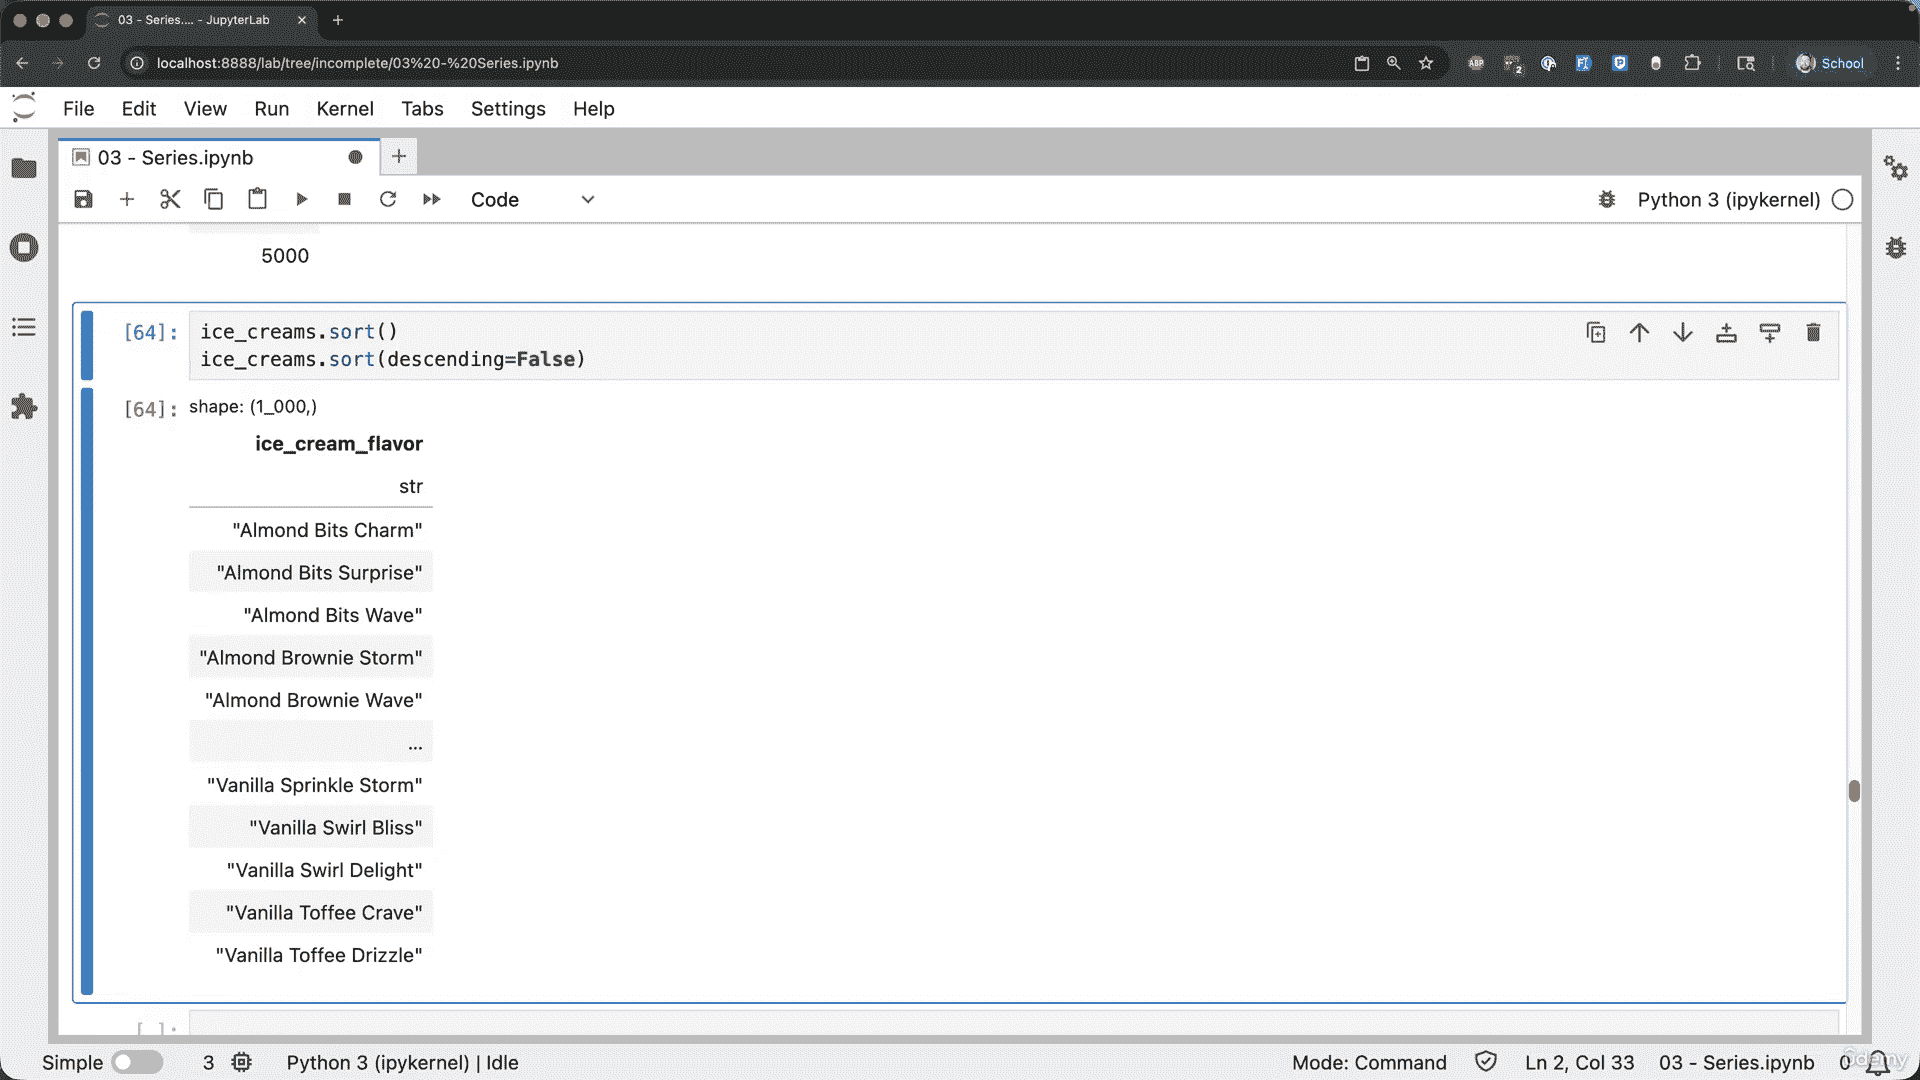 03 - Series.... - JupyterLab
localhost:8888/lab/tree/incomplete/03%20-%20Series.ipynb
ABP
2
School
File Edit View Run Kernel Tabs Settings Help
03 - Series.ipynb
Code
Python 3 (ipykernel)
5000
[64]:
ice_creams.sort()
ice_creams.sort(descending=False)
[64]:
shape: (1_000,)
ice_cream_flavor
str
"Almond Bits Charm"
"Almond Bits Surprise"
"Almond Bits Wave"
"Almond Brownie Storm"
"Almond Brownie Wave"
...
"Vanilla Sprinkle Storm"
"Vanilla Swirl Bliss"
"Vanilla Swirl Delight"
"Vanilla Toffee Crave"
"Vanilla Toffee Drizzle"
[ ]:
Simple 3 Python 3 (ipykernel) | Idle Mode: Command Ln 2, Col 33 03 - Series.ipynb 0
Udemy